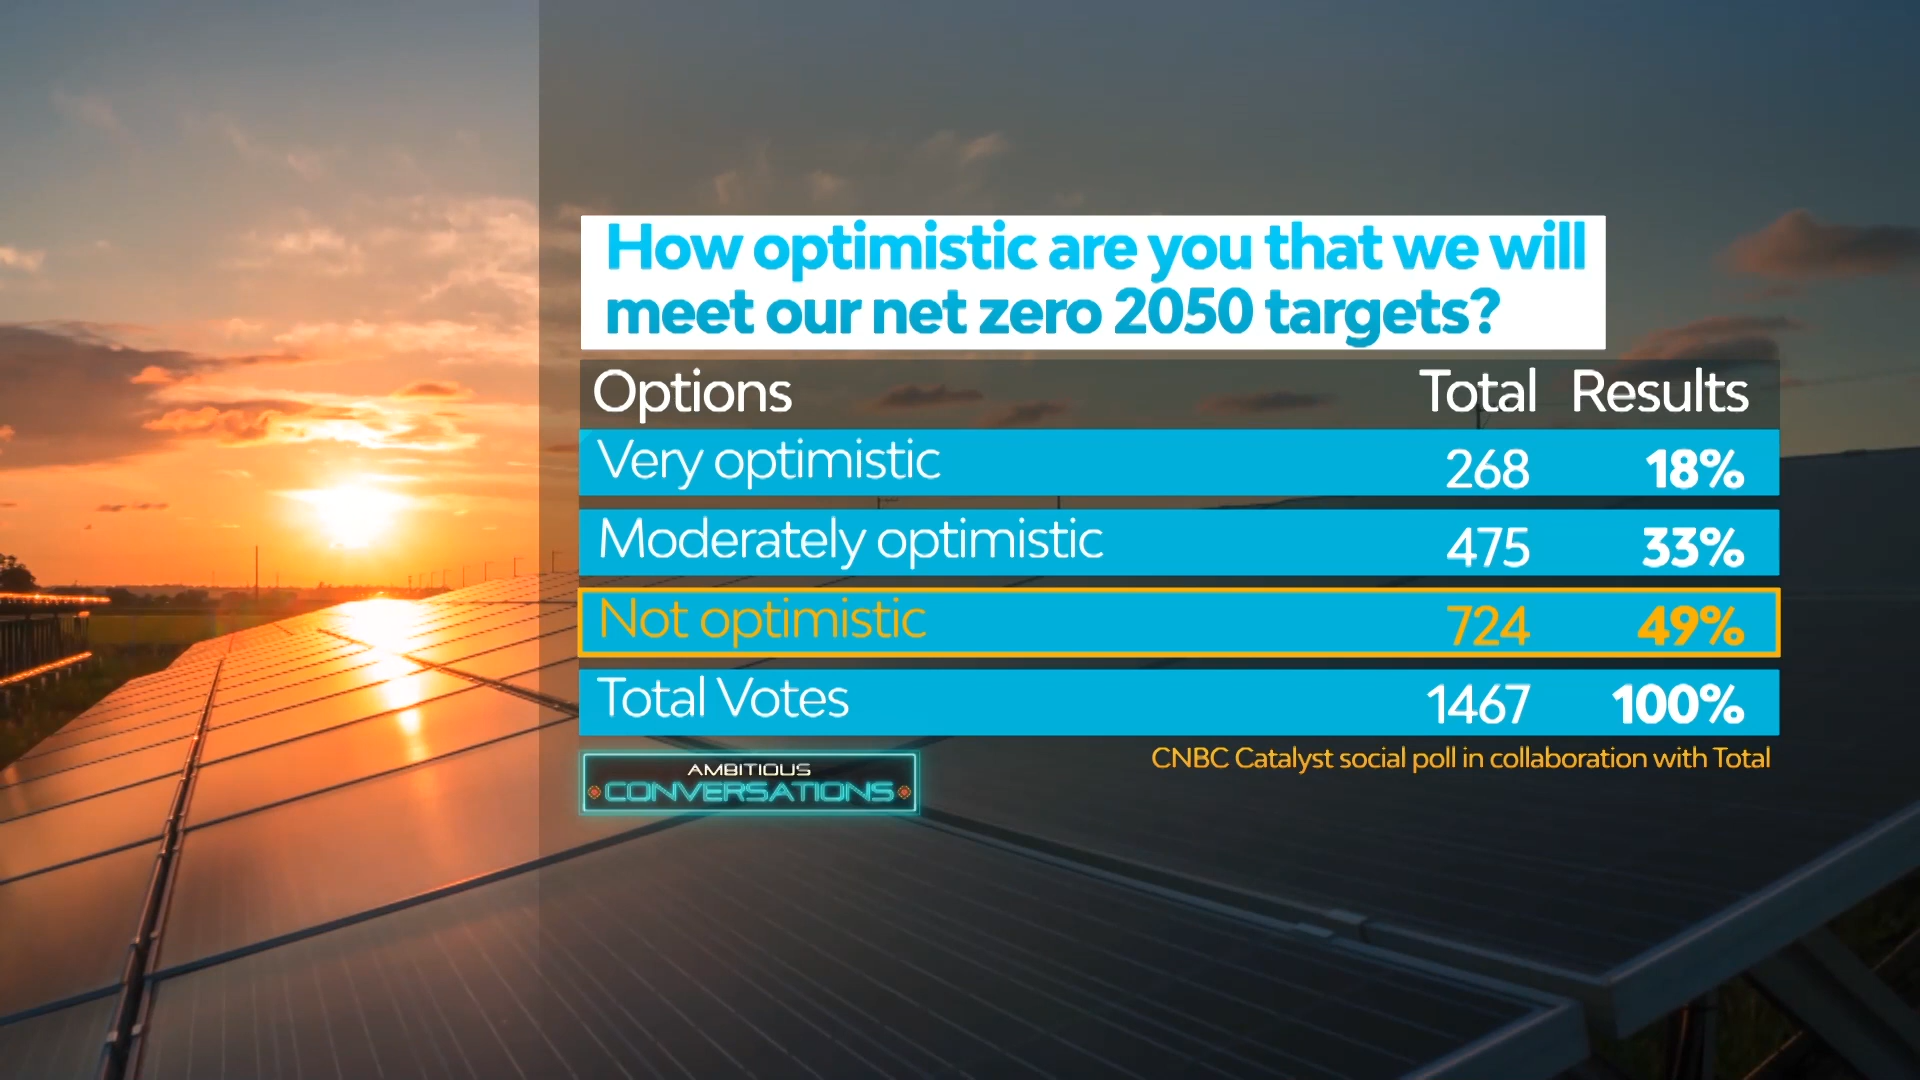 How optimistic are you that we will
meet our net zero 2050 targets?
Options Total Results
Very optimistic 268 18%
Moderately optimistic 475 33%
Not optimistic 724 49%
Total Votes 1467 100%
CNBC Catalyst social poll in collaboration with Total
AMBITIOUS
CONVERSATIONS